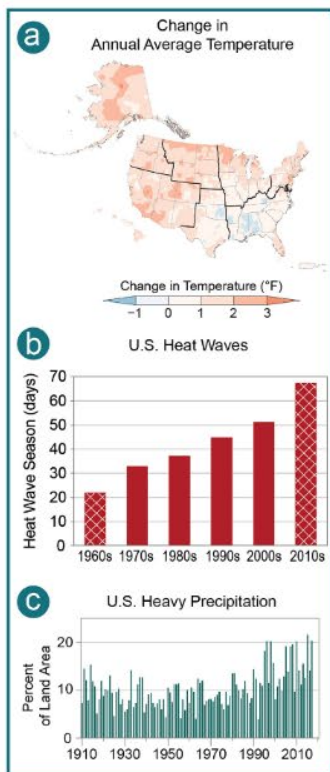 a
Change in
Annual Average Temperature
Change in Temperature (°F)
−1 0 1 2 3
b
U.S. Heat Waves
Heat Wave Season (days)
70
60
50
40
30
20
10
0
1960s 1970s 1980s 1990s 2000s 2010s
c
U.S. Heavy Precipitation
Percent
of Land Area
20
10
0
1910 1930 1950 1970 1990 2010